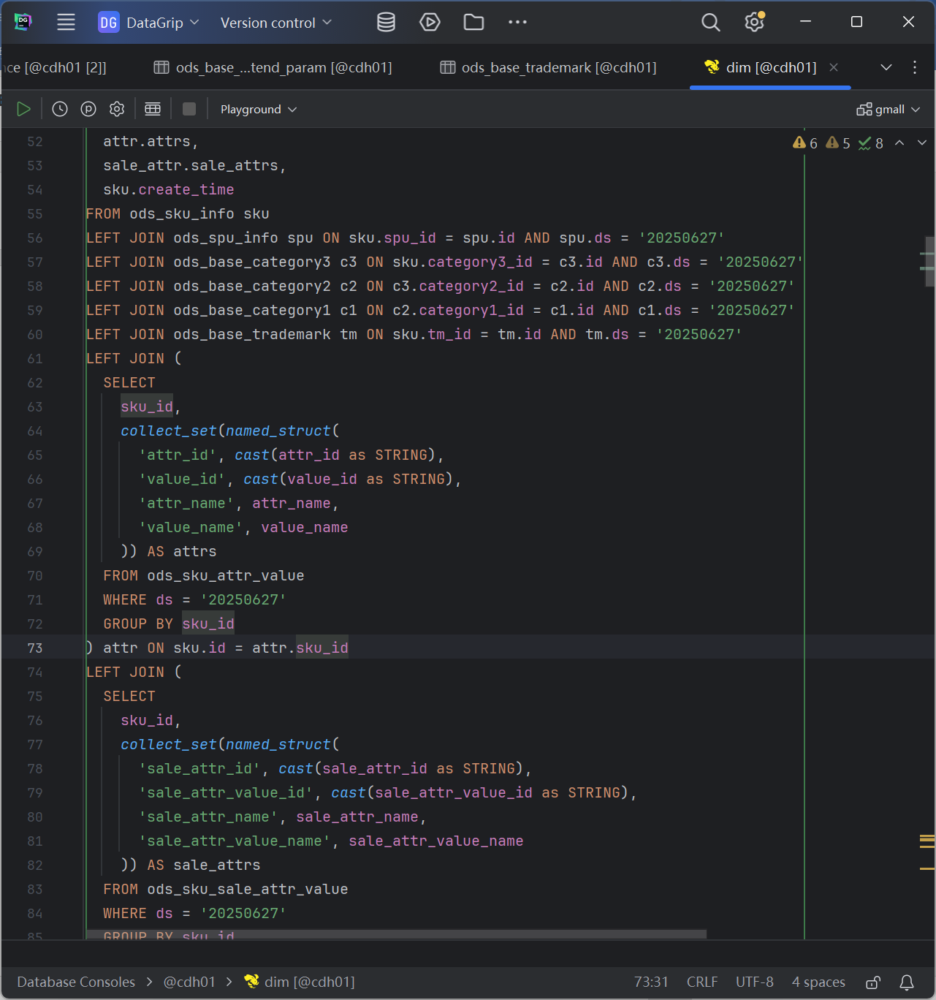 DG DG DataGrip Version control
ce [@cdh01 [2]] ods_base_...tend_param [@cdh01] ods_base_trademark [@cdh01] dim [@cdh01]
Playground gmall
6 5 8
52 attr.attrs,
53 sale_attr.sale_attrs,
54 sku.create_time
55 FROM ods_sku_info sku
56 LEFT JOIN ods_spu_info spu ON sku.spu_id = spu.id AND spu.ds = '20250627'
57 LEFT JOIN ods_base_category3 c3 ON sku.category3_id = c3.id AND c3.ds = '20250627'
58 LEFT JOIN ods_base_category2 c2 ON c3.category2_id = c2.id AND c2.ds = '20250627'
59 LEFT JOIN ods_base_category1 c1 ON c2.category1_id = c1.id AND c1.ds = '20250627'
60 LEFT JOIN ods_base_trademark tm ON sku.tm_id = tm.id AND tm.ds = '20250627'
61 LEFT JOIN (
62 SELECT
63 sku_id,
64 collect_set(named_struct(
65 'attr_id', cast(attr_id as STRING),
66 'value_id', cast(value_id as STRING),
67 'attr_name', attr_name,
68 'value_name', value_name
69 )) AS attrs
70 FROM ods_sku_attr_value
71 WHERE ds = '20250627'
72 GROUP BY sku_id
73 ) attr ON sku.id = attr.sku_id
74 LEFT JOIN (
75 SELECT
76 sku_id,
77 collect_set(named_struct(
78 'sale_attr_id', cast(sale_attr_id as STRING),
79 'sale_attr_value_id', cast(sale_attr_value_id as STRING),
80 'sale_attr_name', sale_attr_name,
81 'sale_attr_value_name', sale_attr_value_name
82 )) AS sale_attrs
83 FROM ods_sku_sale_attr_value
84 WHERE ds = '20250627'
85 GROUP BY sku_id
Database Consoles > @cdh01 > dim [@cdh01] 73:31 CRLF UTF-8 4 spaces